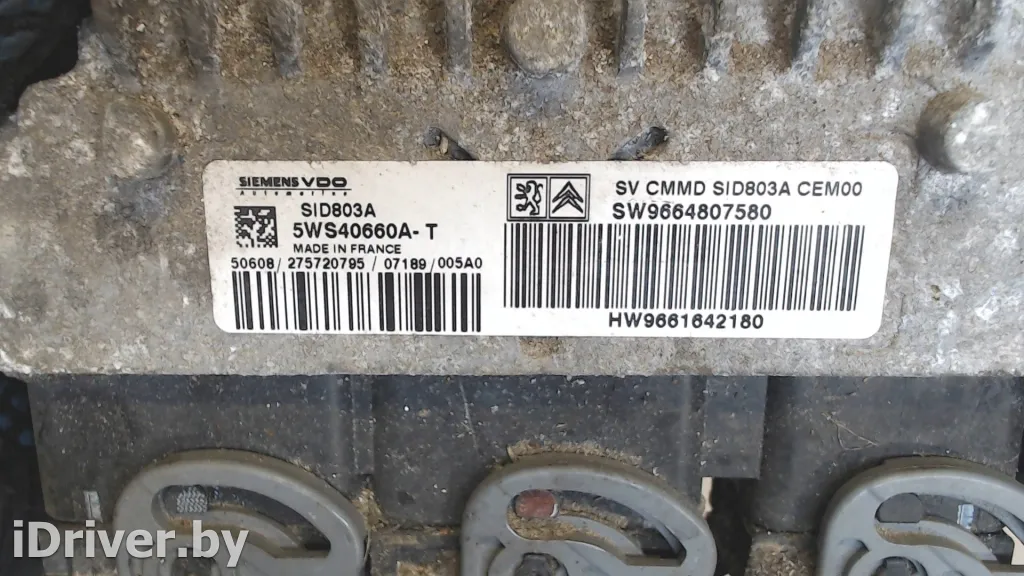 SIEMENS VDO
Automotive
SID803A
5WS40660A-T
MADE IN FRANCE
50608/275720795/07189/005A0
SV CMMD SID803A CEM00
SW9664807580
HW9661642180
iDriver.by